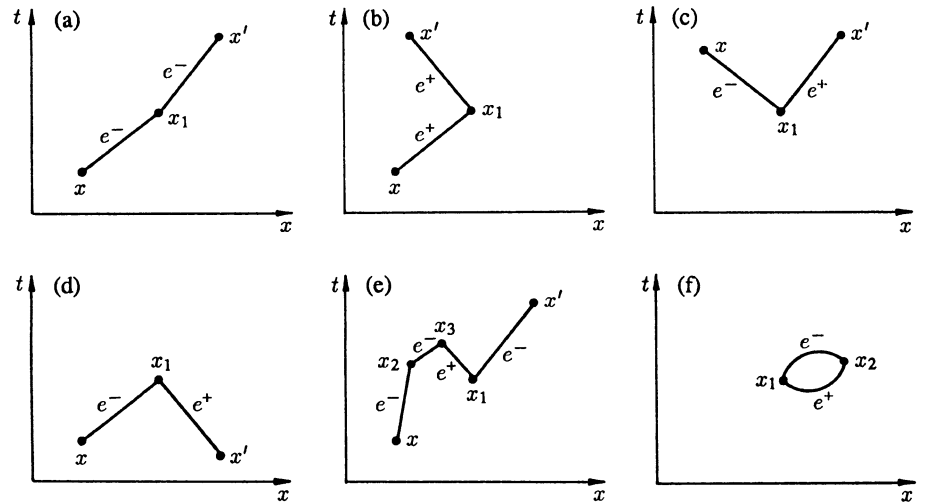 t (a)
x'
e⁻
x₁
e⁻
x
x
t (b)
x'
e⁺
x₁
e⁺
x
x
t (c)
x
x'
e⁻
e⁺
x₁
x
t (d)
x₁
e⁻
e⁺
x
x'
x
t (e)
x'
x₃
e⁻
x₂
e⁺
e⁻
x₁
e⁻
x
x
t (f)
e⁻
x₁
x₂
e⁺
x